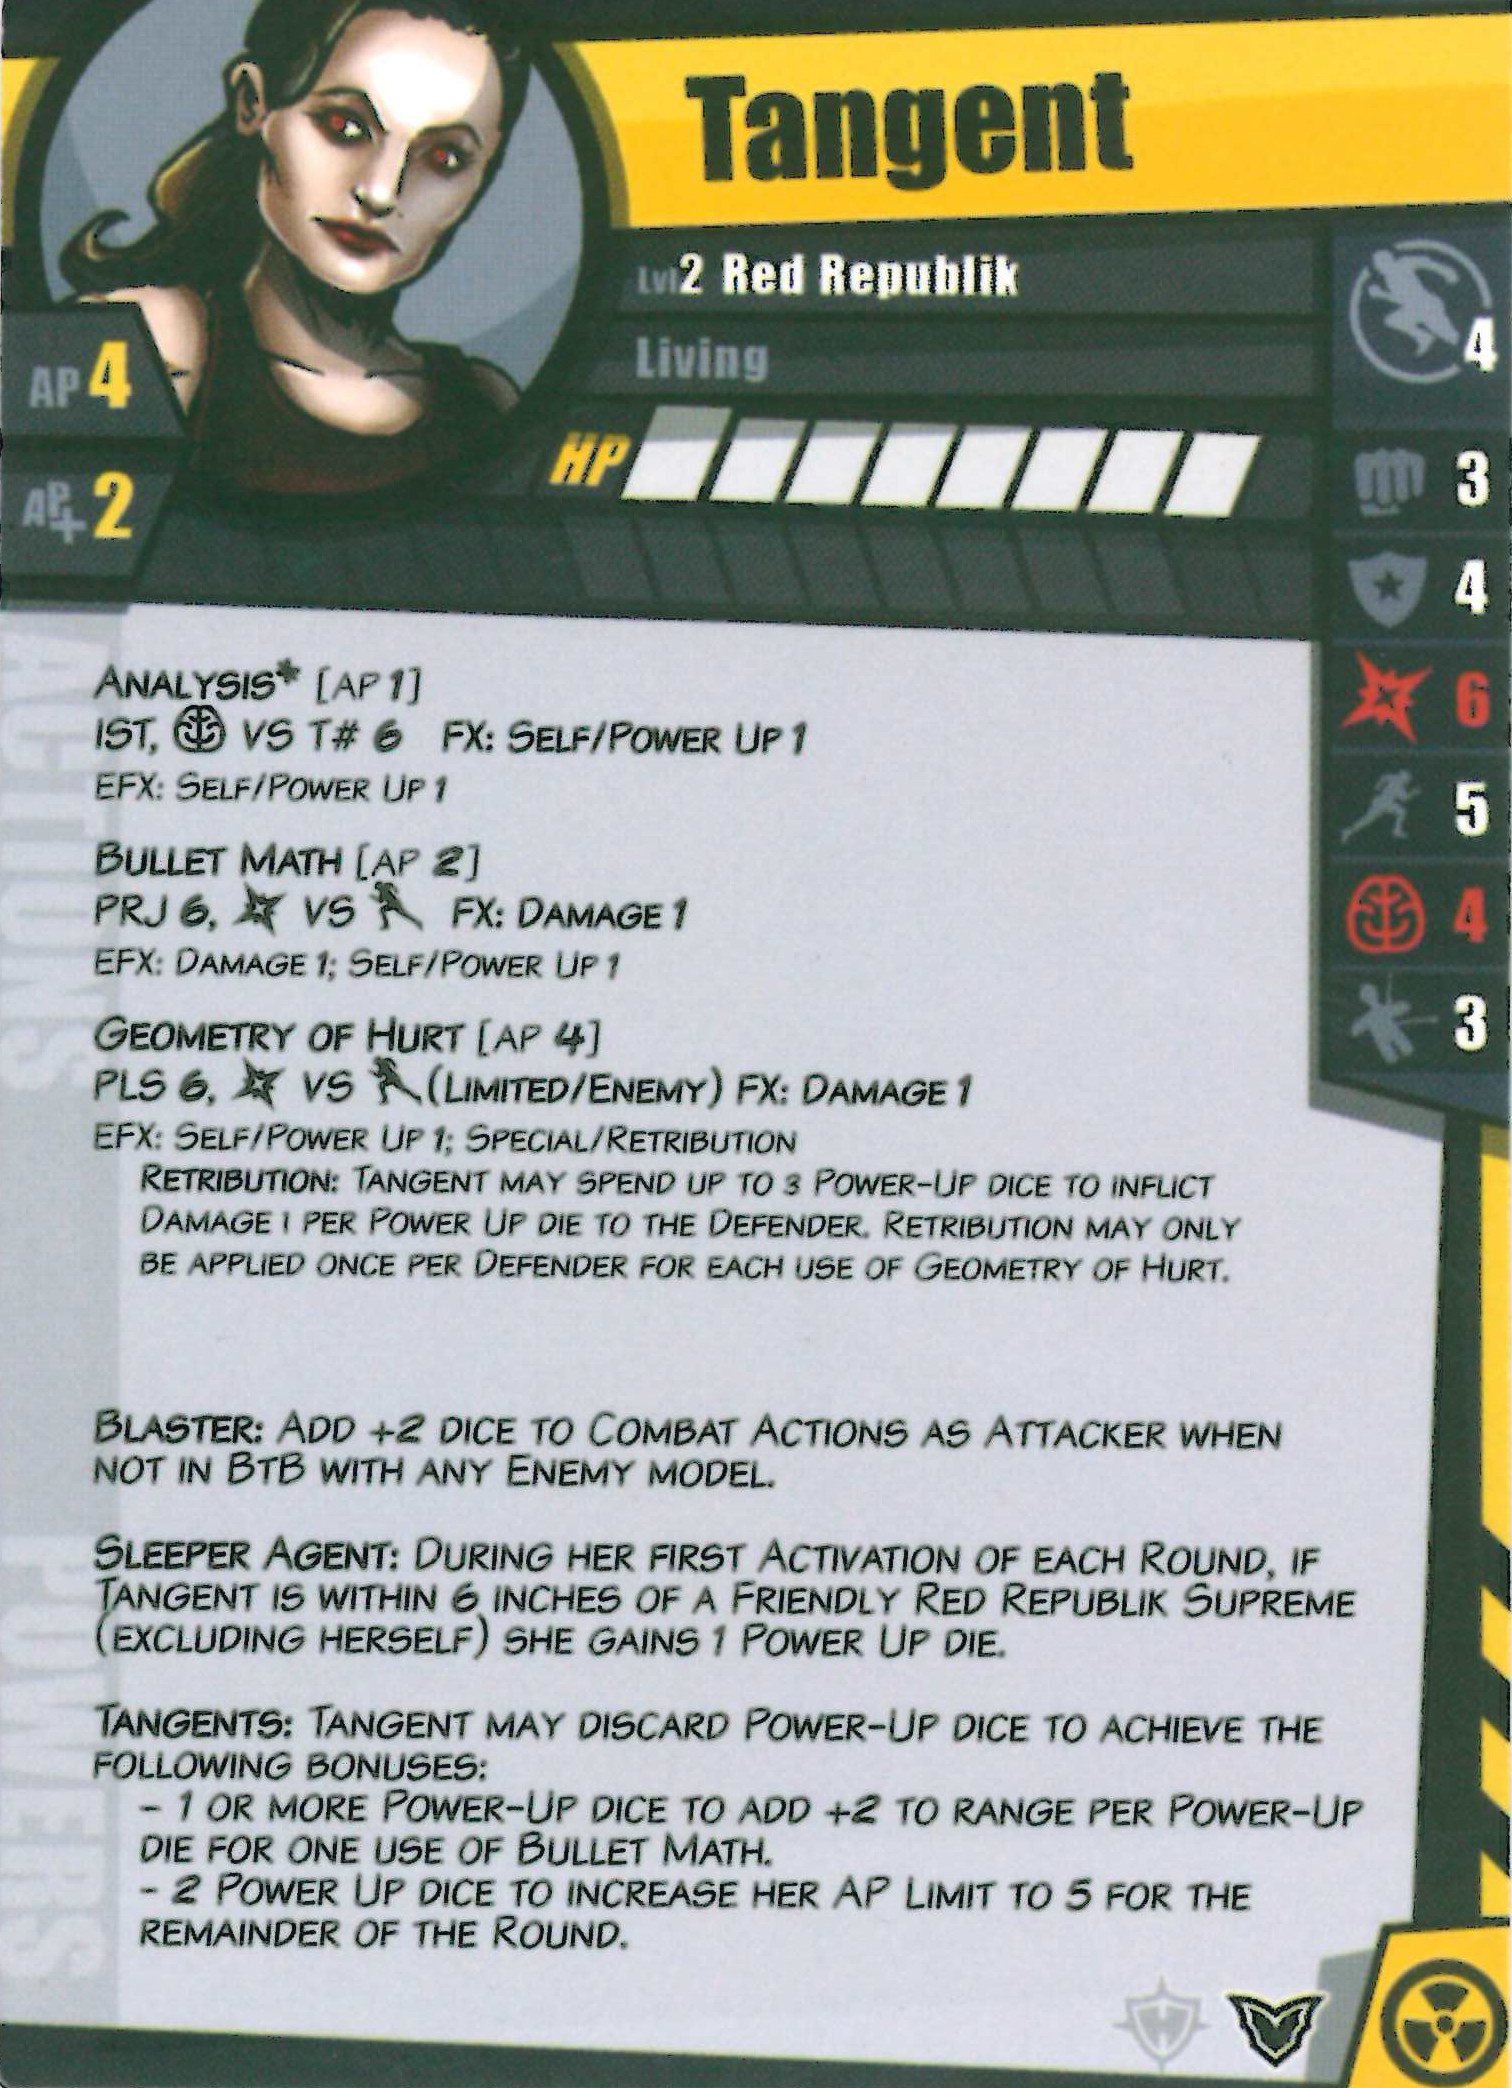 Tangent
Lvl 2 Red Republik
Living
4
AP 4
HP
AP+ 2
3
4
6
5
4
3
ACTIONS
ANALYSIS* [AP 1]
IST, VS T# 6 FX: SELF/POWER UP 1
EFX: SELF/POWER UP 1
BULLET MATH [AP 2]
PRJ 6, VS FX: DAMAGE 1
EFX: DAMAGE 1; SELF/POWER UP 1
GEOMETRY OF HURT [AP 4]
PLS 6, VS (LIMITED/ENEMY) FX: DAMAGE 1
EFX: SELF/POWER UP 1; SPECIAL/RETRIBUTION
RETRIBUTION: TANGENT MAY SPEND UP TO 3 POWER-UP DICE TO INFLICT
DAMAGE 1 PER POWER UP DIE TO THE DEFENDER. RETRIBUTION MAY ONLY
BE APPLIED ONCE PER DEFENDER FOR EACH USE OF GEOMETRY OF HURT.
POWERS
BLASTER: ADD +2 DICE TO COMBAT ACTIONS AS ATTACKER WHEN
NOT IN BTB WITH ANY ENEMY MODEL.
SLEEPER AGENT: DURING HER FIRST ACTIVATION OF EACH ROUND, IF
TANGENT IS WITHIN 6 INCHES OF A FRIENDLY RED REPUBLIK SUPREME
(EXCLUDING HERSELF) SHE GAINS 1 POWER UP DIE.
TANGENTS: TANGENT MAY DISCARD POWER-UP DICE TO ACHIEVE THE
FOLLOWING BONUSES:
- 1 OR MORE POWER-UP DICE TO ADD +2 TO RANGE PER POWER-UP
DIE FOR ONE USE OF BULLET MATH.
- 2 POWER UP DICE TO INCREASE HER AP LIMIT TO 5 FOR THE
REMAINDER OF THE ROUND.